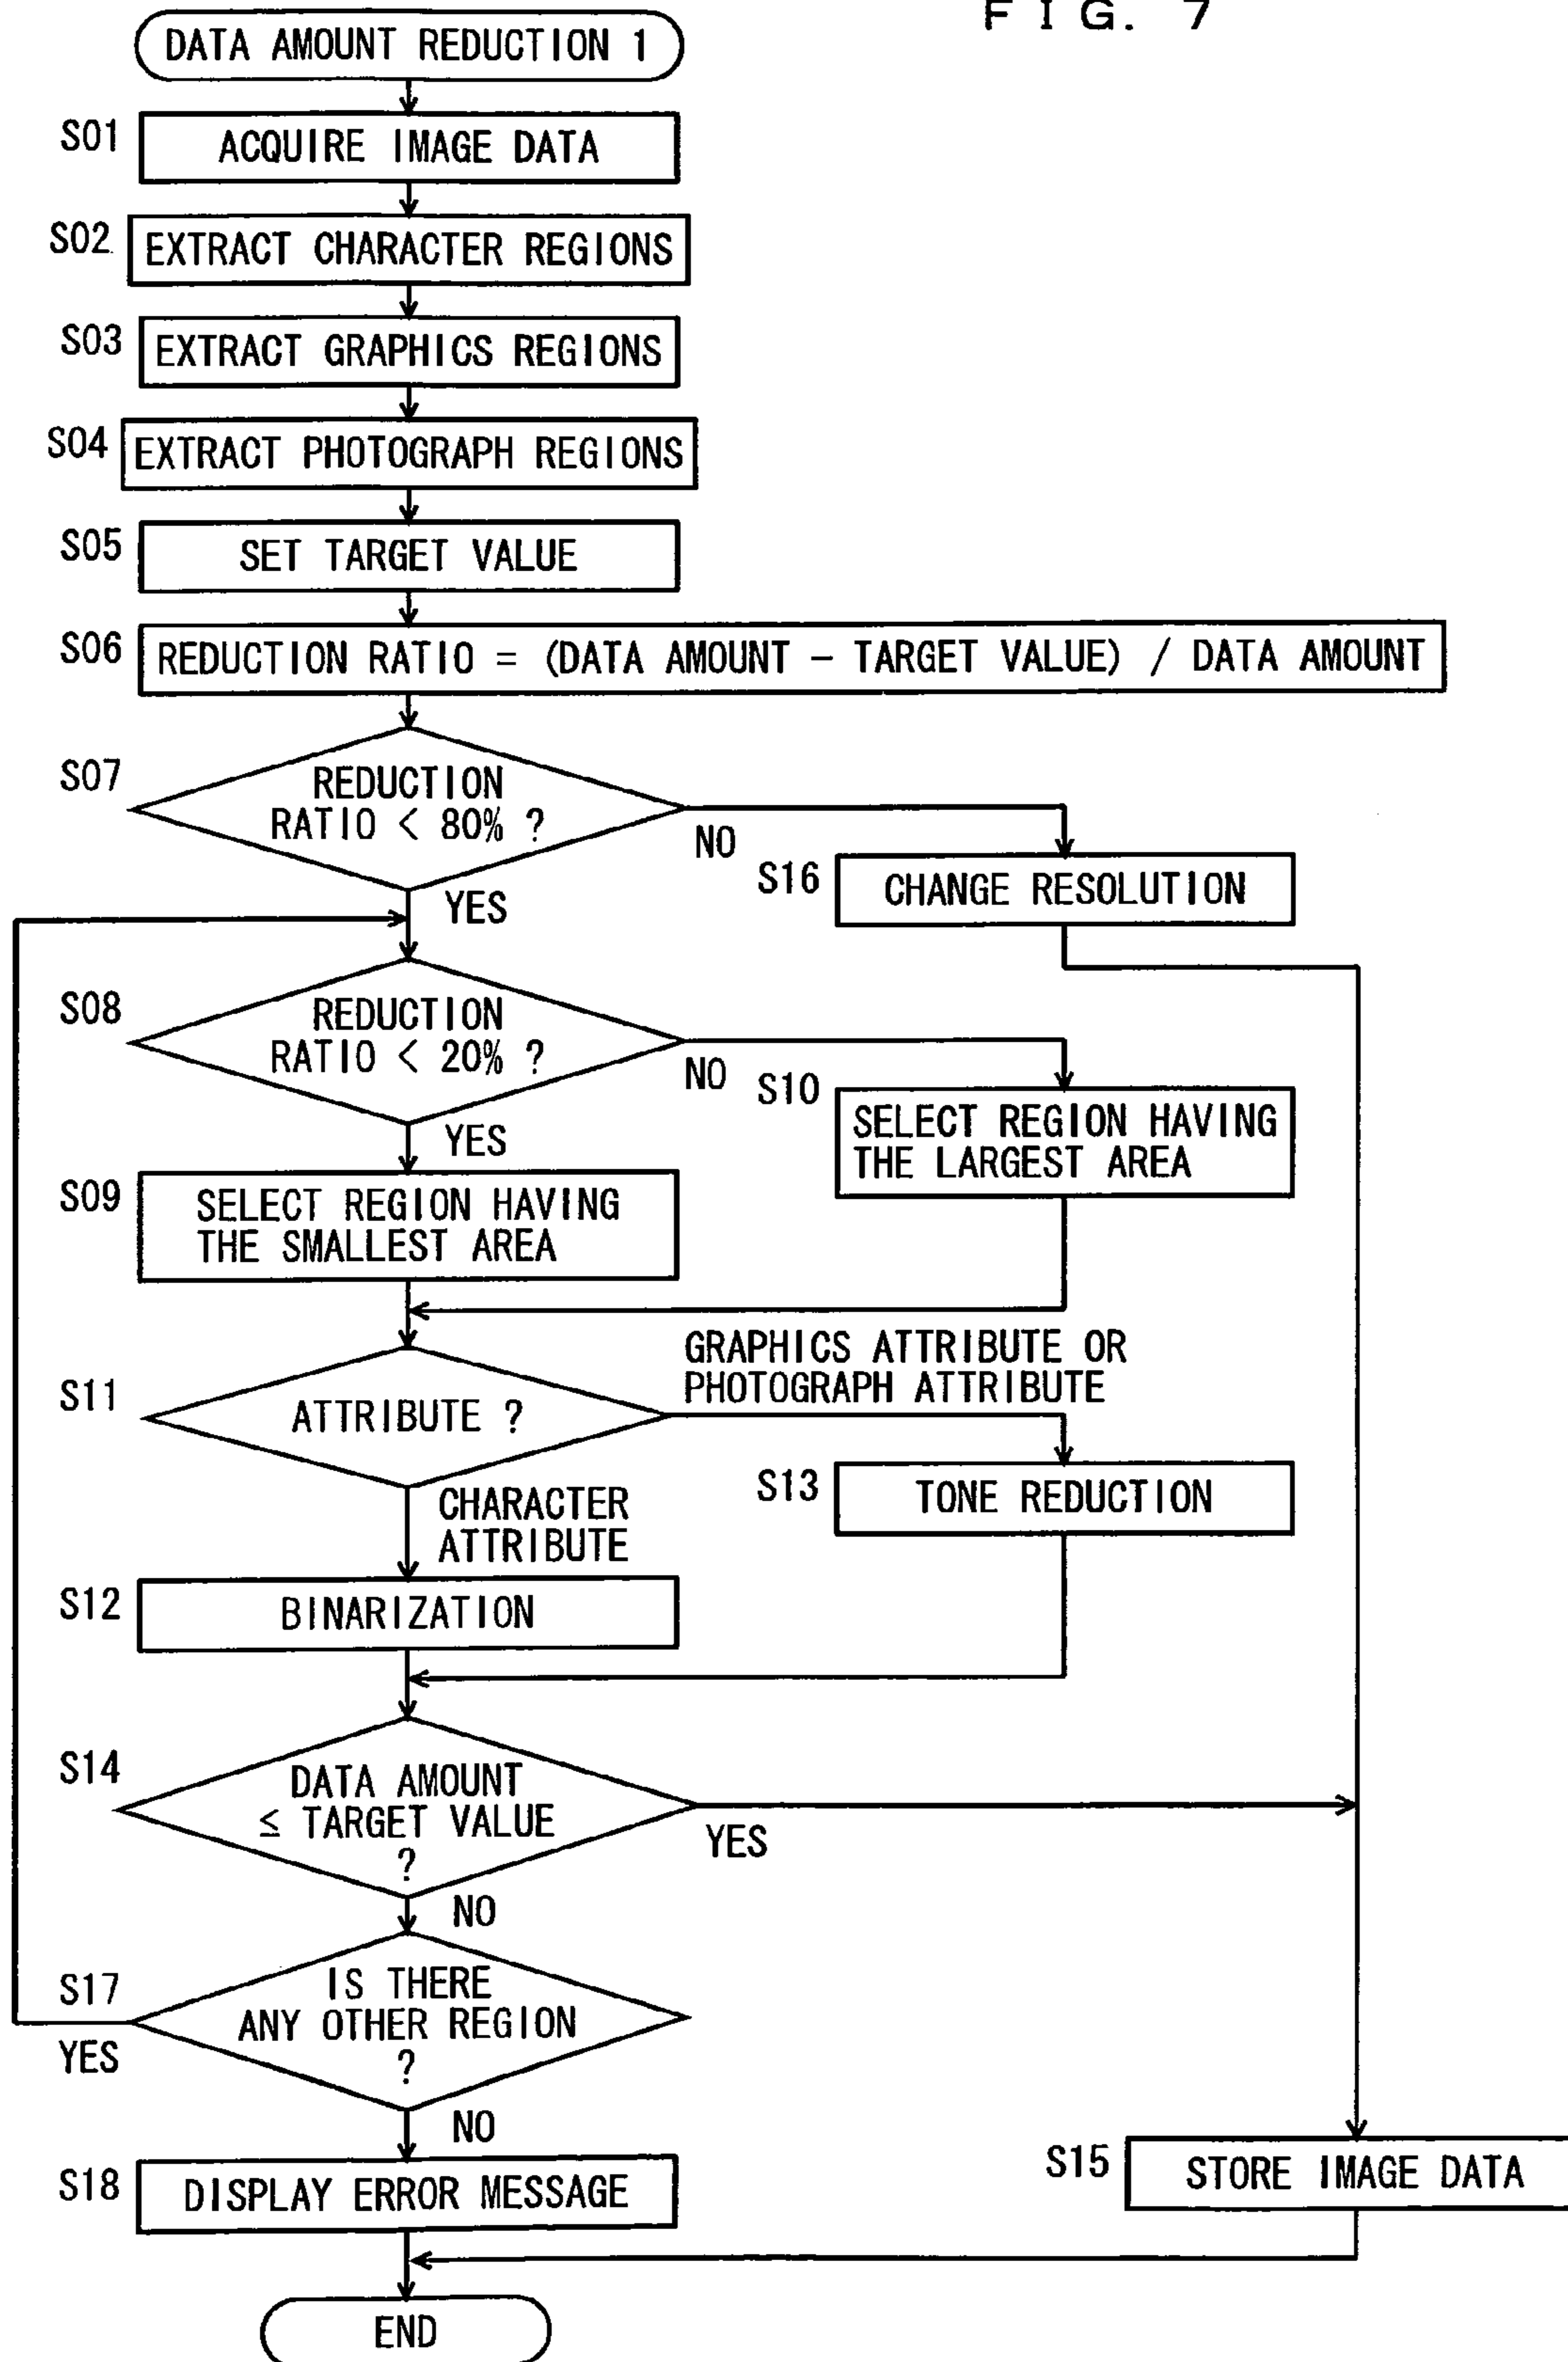 FIG. 7
DATA AMOUNT REDUCTION 1
S01
ACQUIRE IMAGE DATA
S02
EXTRACT CHARACTER REGIONS
S03
EXTRACT GRAPHICS REGIONS
S04
EXTRACT PHOTOGRAPH REGIONS
S05
SET TARGET VALUE
S06
REDUCTION RATIO = (DATA AMOUNT - TARGET VALUE) / DATA AMOUNT
S07
REDUCTION
RATIO < 80% ?
NO
YES
S16
CHANGE RESOLUTION
S08
REDUCTION
RATIO < 20% ?
NO
YES
S10
SELECT REGION HAVING
THE LARGEST AREA
S09
SELECT REGION HAVING
THE SMALLEST AREA
S11
ATTRIBUTE ?
GRAPHICS ATTRIBUTE OR
PHOTOGRAPH ATTRIBUTE
CHARACTER
ATTRIBUTE
S13
TONE REDUCTION
S12
BINARIZATION
S14
DATA AMOUNT
≤ TARGET VALUE
?
YES
NO
S17
IS THERE
ANY OTHER REGION
?
YES
NO
S18
DISPLAY ERROR MESSAGE
S15
STORE IMAGE DATA
END